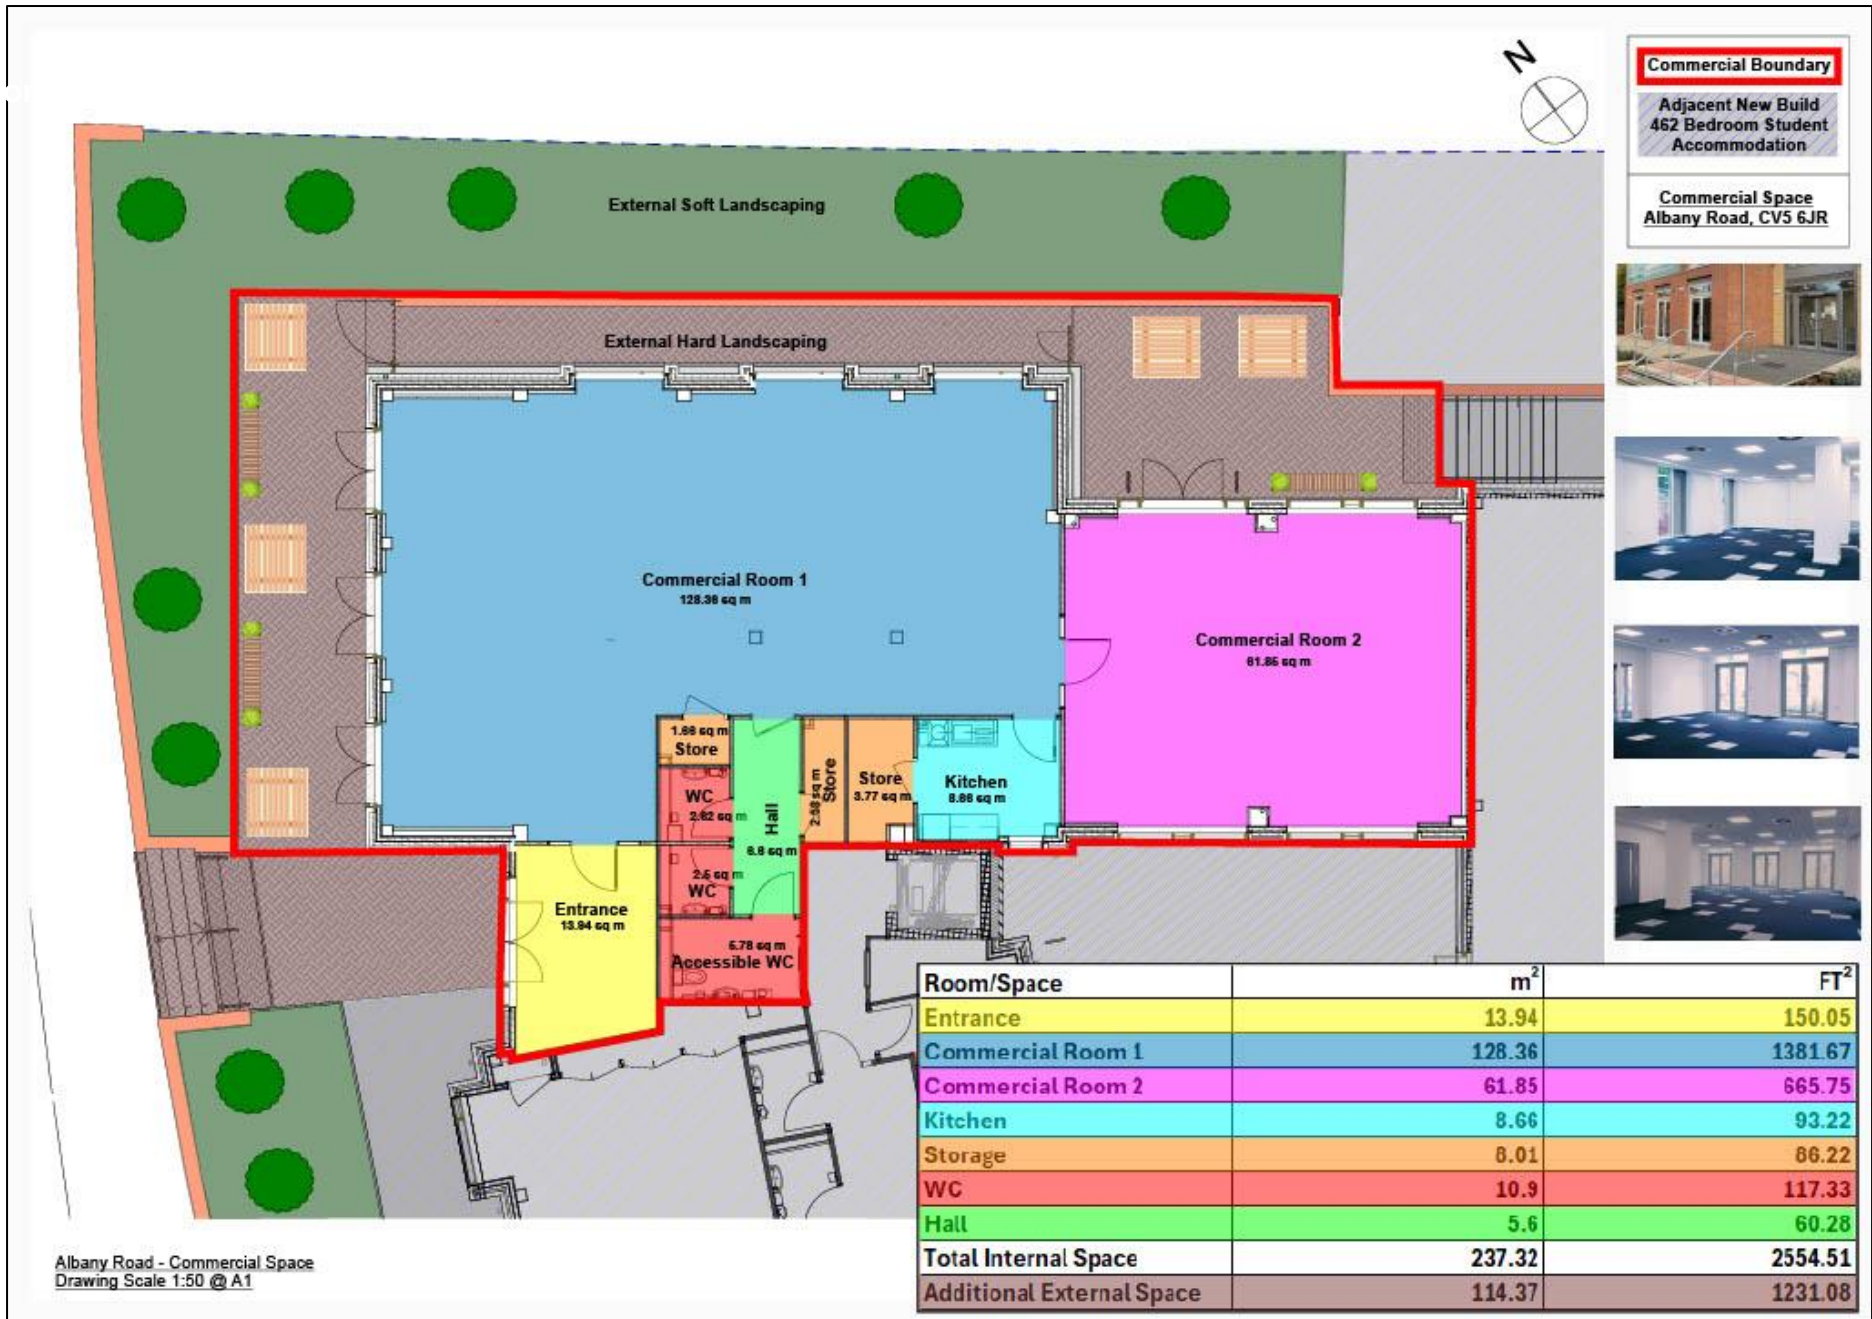 N
Commercial Boundary
Adjacent New Build
462 Bedroom Student
Accommodation
Commercial Space
Albany Road, CV5 6JR
External Soft Landscaping
External Hard Landscaping
Commercial Room 1
128.36 sq m
Commercial Room 2
61.85 sq m
1.66 sq m
Store
WC
2.62 sq m
Hall
5.6 sq m
2.58 sq m
Store
Store
3.77 sq m
Kitchen
8.66 sq m
2.5 sq m
WC
Entrance
13.94 sq m
5.78 sq m
Accessible WC
Room/Space m² FT²
Entrance 13.94 150.05
Commercial Room 1 128.36 1381.67
Commercial Room 2 61.85 665.75
Kitchen 8.66 93.22
Storage 8.01 86.22
WC 10.9 117.33
Hall 5.6 60.28
Total Internal Space 237.32 2554.51
Additional External Space 114.37 1231.08
Albany Road - Commercial Space
Drawing Scale 1:50 @ A1